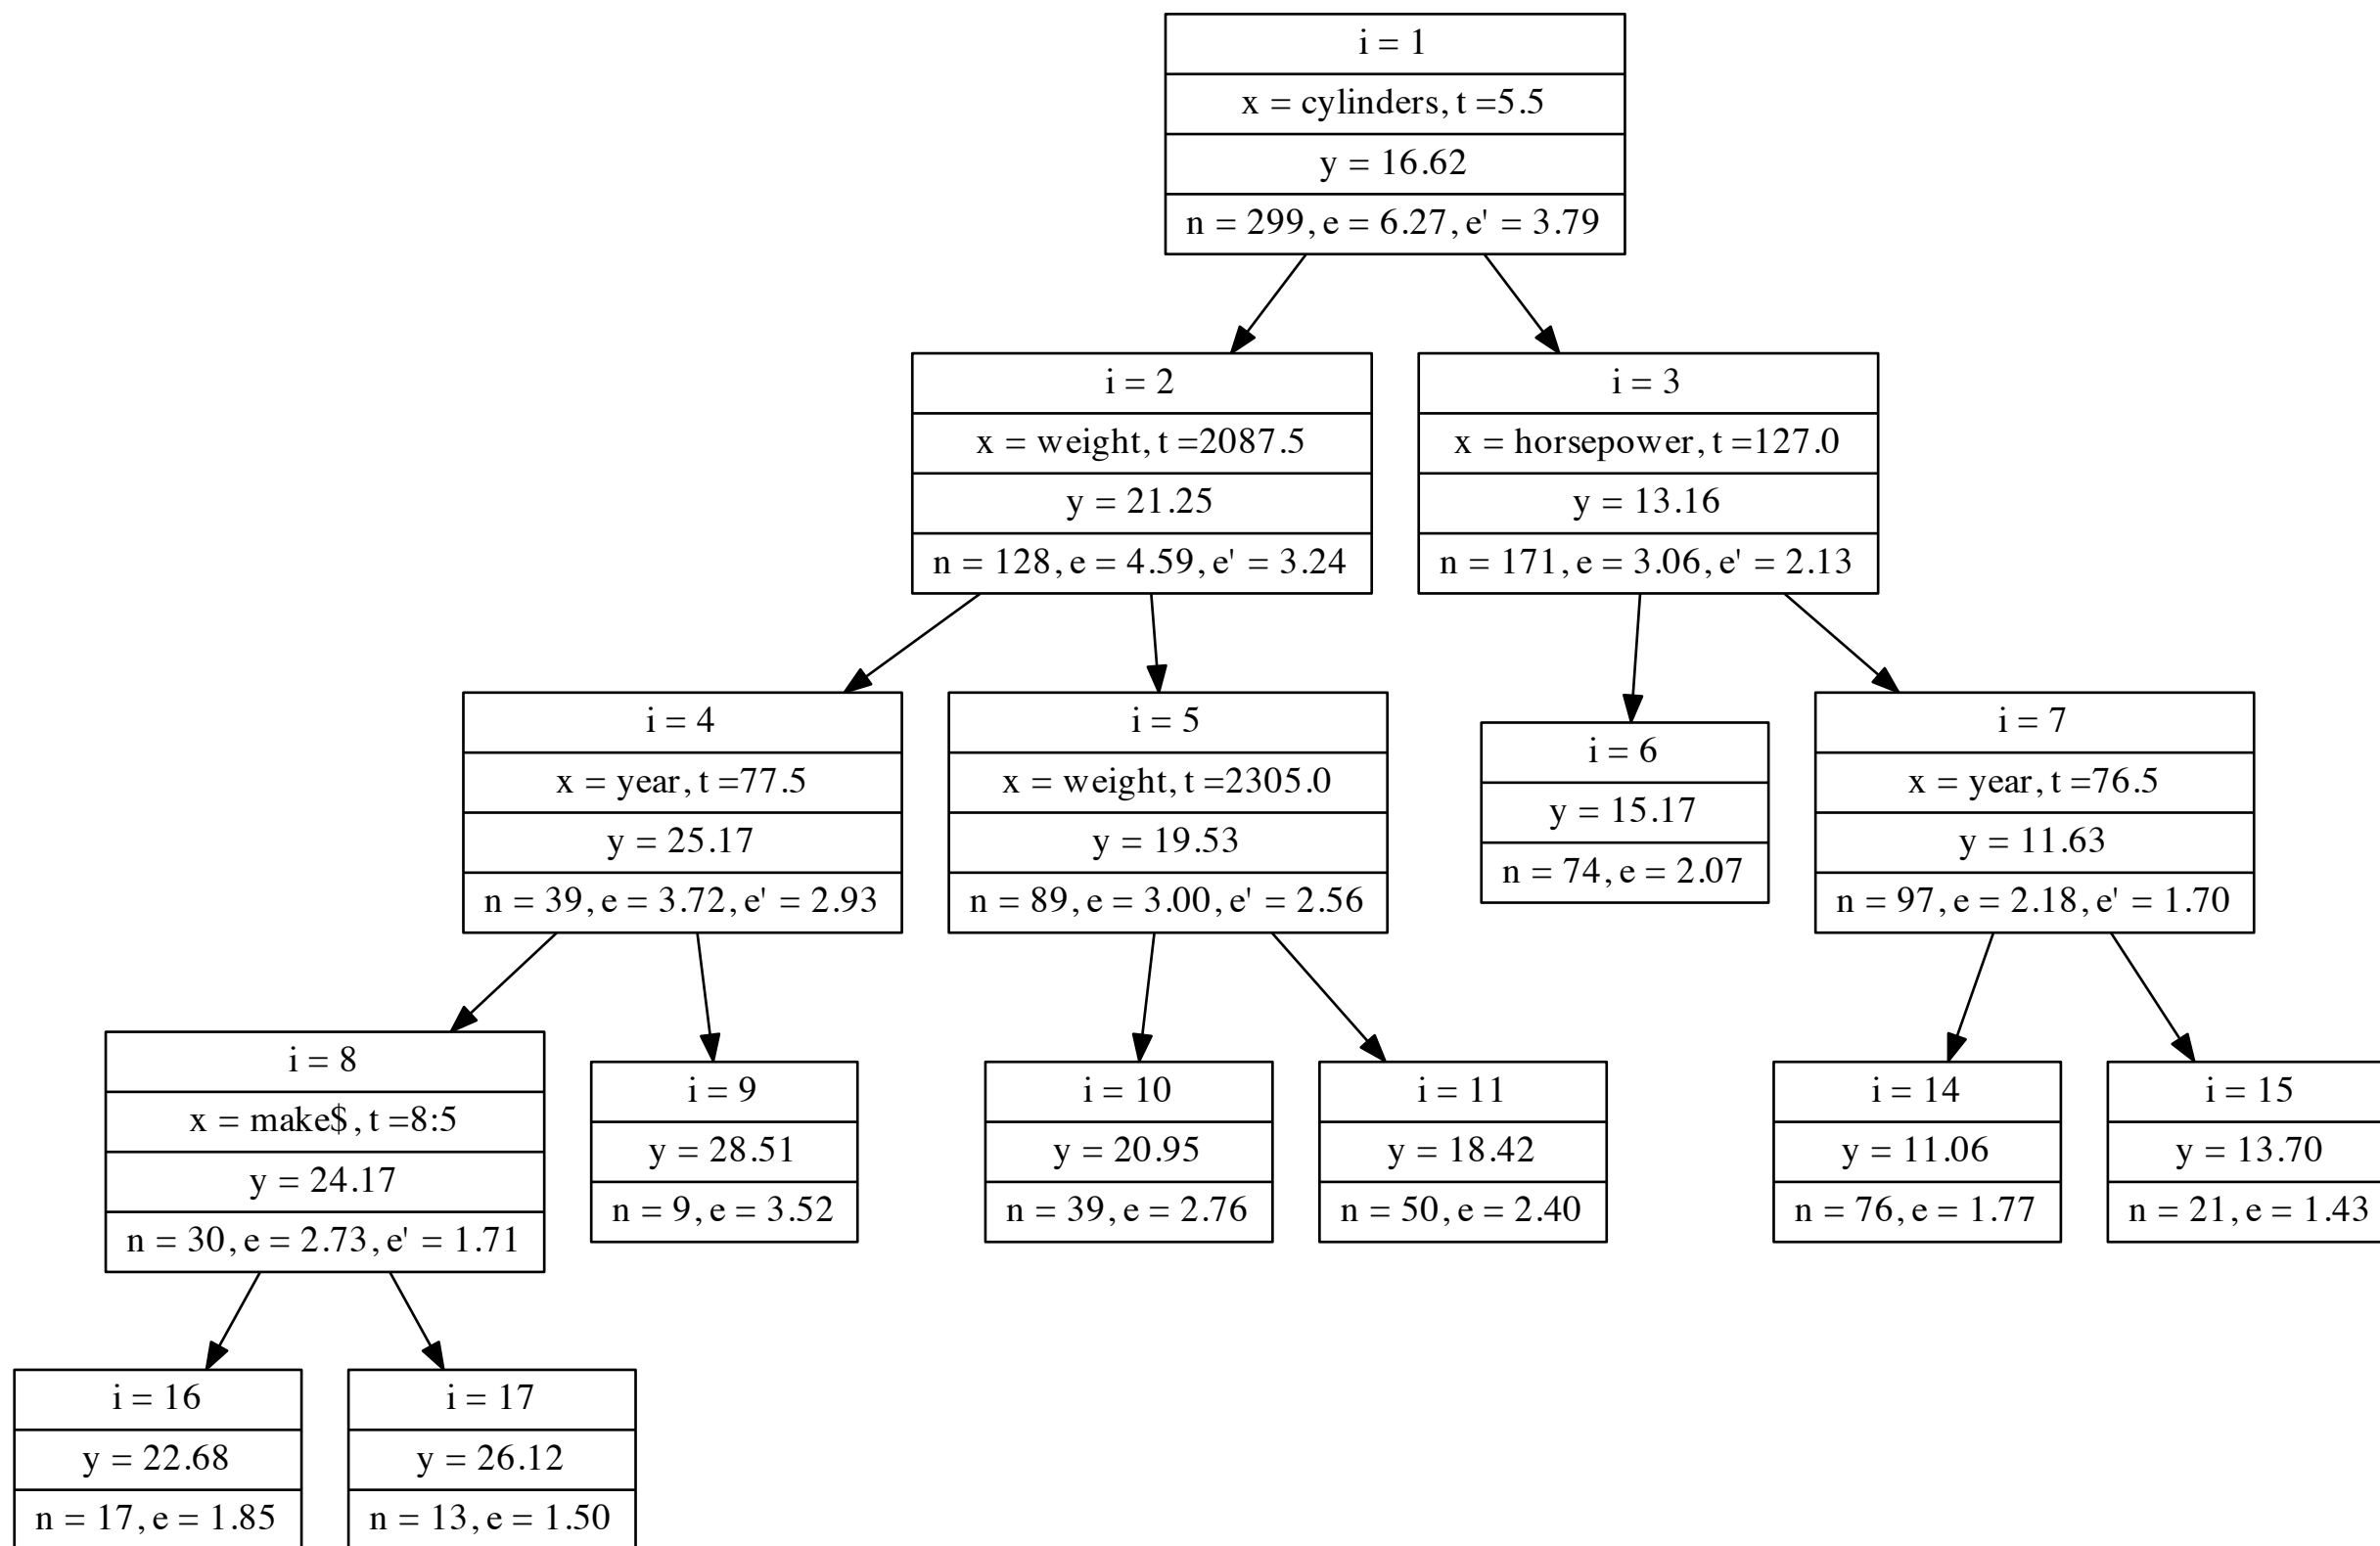 i = 1
x = cylinders, t =5.5
y = 16.62
n = 299, e = 6.27, e' = 3.79
i = 2
x = weight, t =2087.5
y = 21.25
n = 128, e = 4.59, e' = 3.24
i = 3
x = horsepower, t =127.0
y = 13.16
n = 171, e = 3.06, e' = 2.13
i = 4
x = year, t =77.5
y = 25.17
n = 39, e = 3.72, e' = 2.93
i = 5
x = weight, t =2305.0
y = 19.53
n = 89, e = 3.00, e' = 2.56
i = 6
y = 15.17
n = 74, e = 2.07
i = 7
x = year, t =76.5
y = 11.63
n = 97, e = 2.18, e' = 1.70
i = 8
x = make$, t =8:5
y = 24.17
n = 30, e = 2.73, e' = 1.71
i = 9
y = 28.51
n = 9, e = 3.52
i = 10
y = 20.95
n = 39, e = 2.76
i = 11
y = 18.42
n = 50, e = 2.40
i = 14
y = 11.06
n = 76, e = 1.77
i = 15
y = 13.70
n = 21, e = 1.43
i = 16
y = 22.68
n = 17, e = 1.85
i = 17
y = 26.12
n = 13, e = 1.50